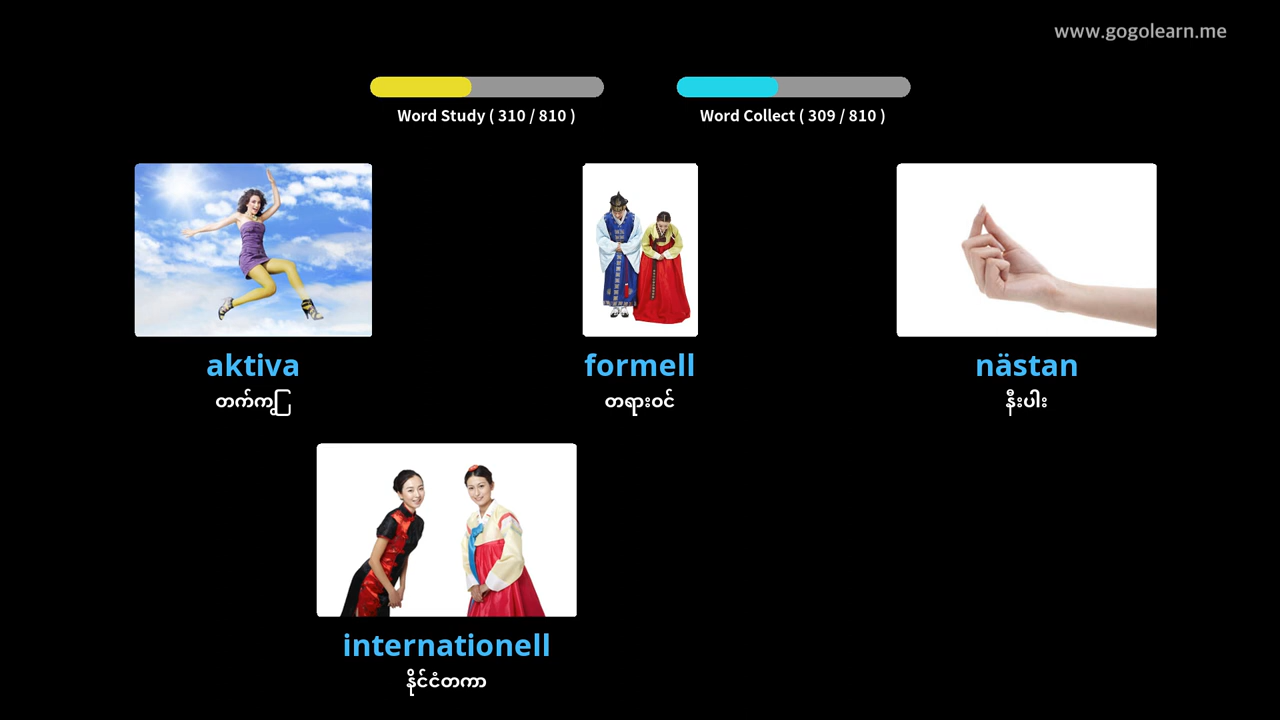 www.gogolearn.me
Word Study ( 310 / 810 )
Word Collect ( 309 / 810 )
aktiva
formell
nästan
တက်ကြွ
တရားဝင်
နီးပါး
internationell
နိုင်ငံတကာ